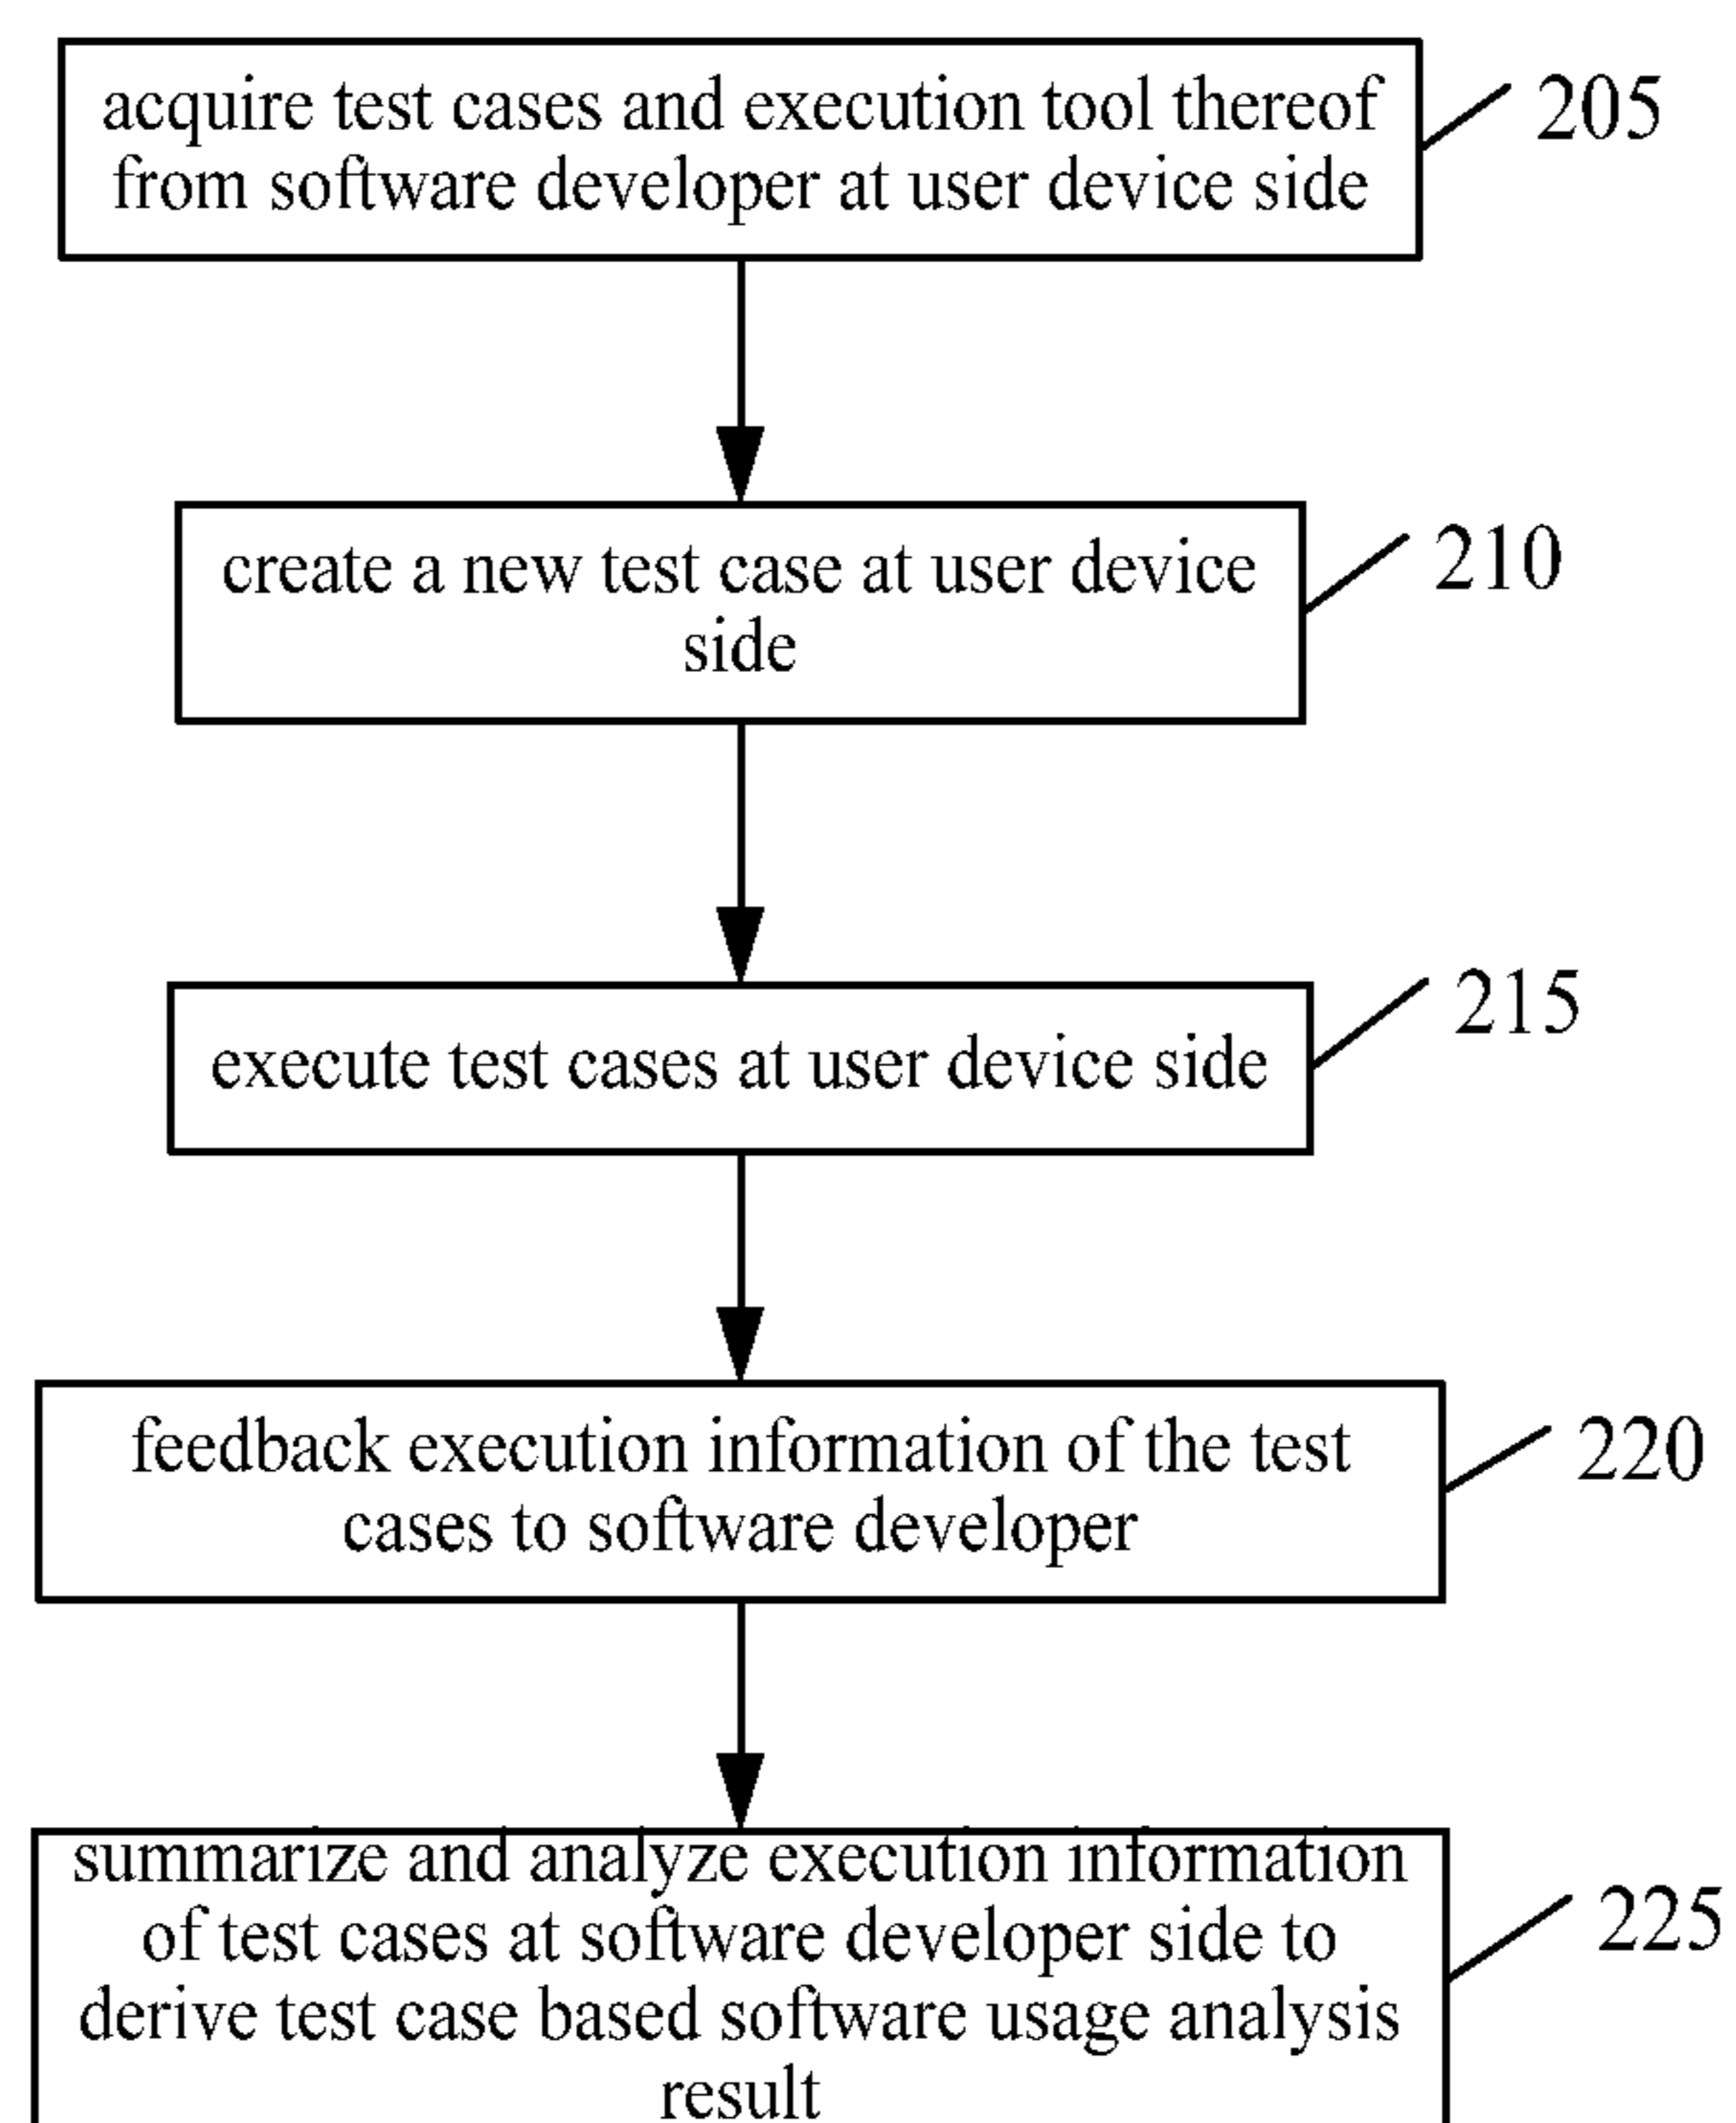 acquire test cases and execution tool thereof
from software developer at user device side
205
create a new test case at user device
side
210
execute test cases at user device side
215
feedback execution information of the test
cases to software developer
220
summarize and analyze execution information
of test cases at software developer side to
derive test case based software usage analysis
result
225